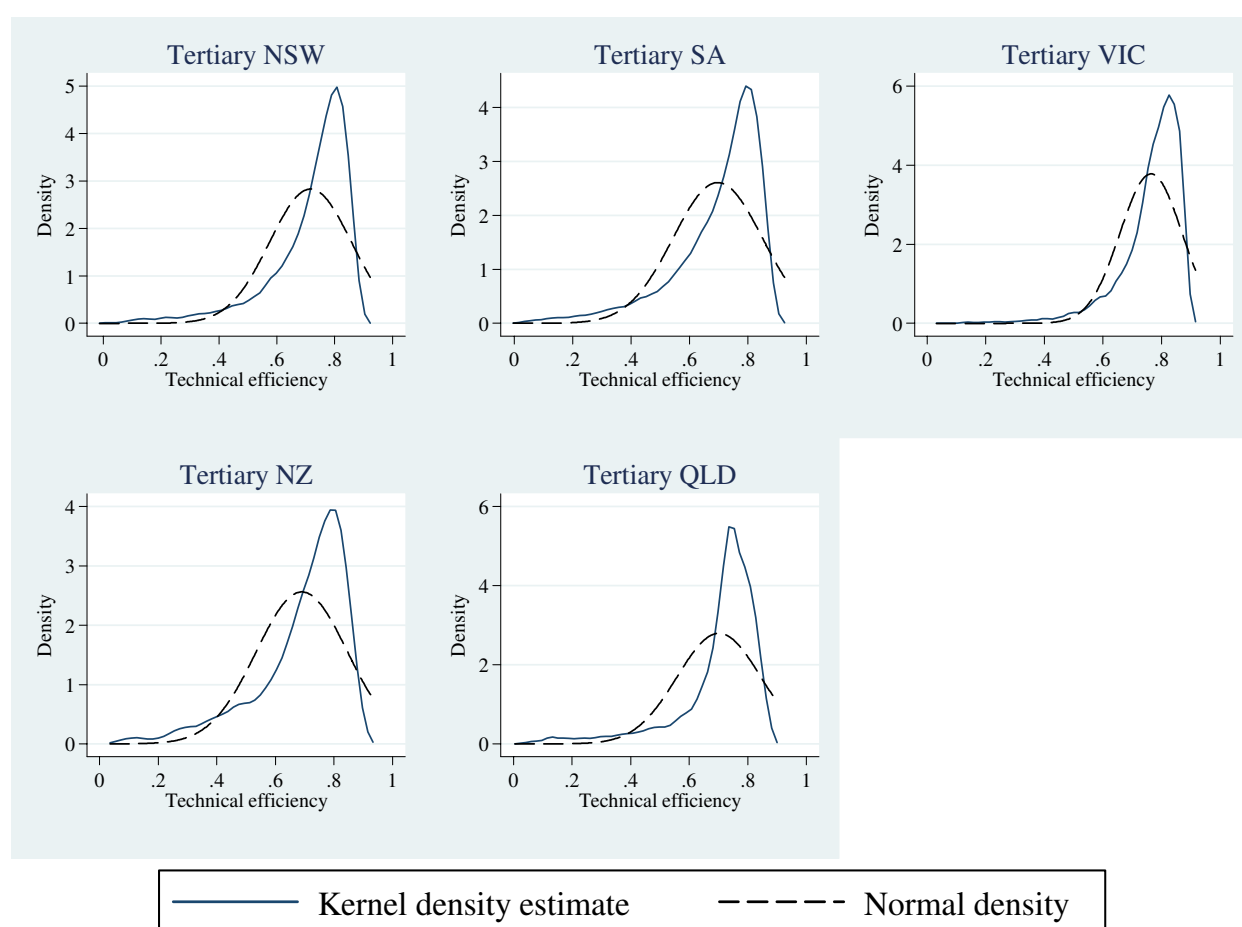 Tertiary NSW
5
4
3
2
1
0
Density
0 .2 .4 .6 .8 1
Technical efficiency
Tertiary SA
4
3
2
1
0
Density
0 .2 .4 .6 .8 1
Technical efficiency
Tertiary VIC
6
4
2
0
Density
0 .2 .4 .6 .8 1
Technical efficiency
Tertiary NZ
4
3
2
1
0
Density
0 .2 .4 .6 .8 1
Technical efficiency
Tertiary QLD
6
4
2
0
Density
0 .2 .4 .6 .8 1
Technical efficiency
Kernel density estimate Normal density